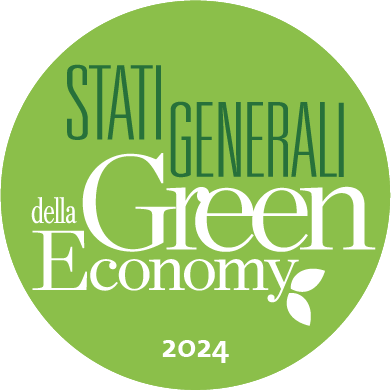 STATI
GENERALI
della Green
Economy
2024